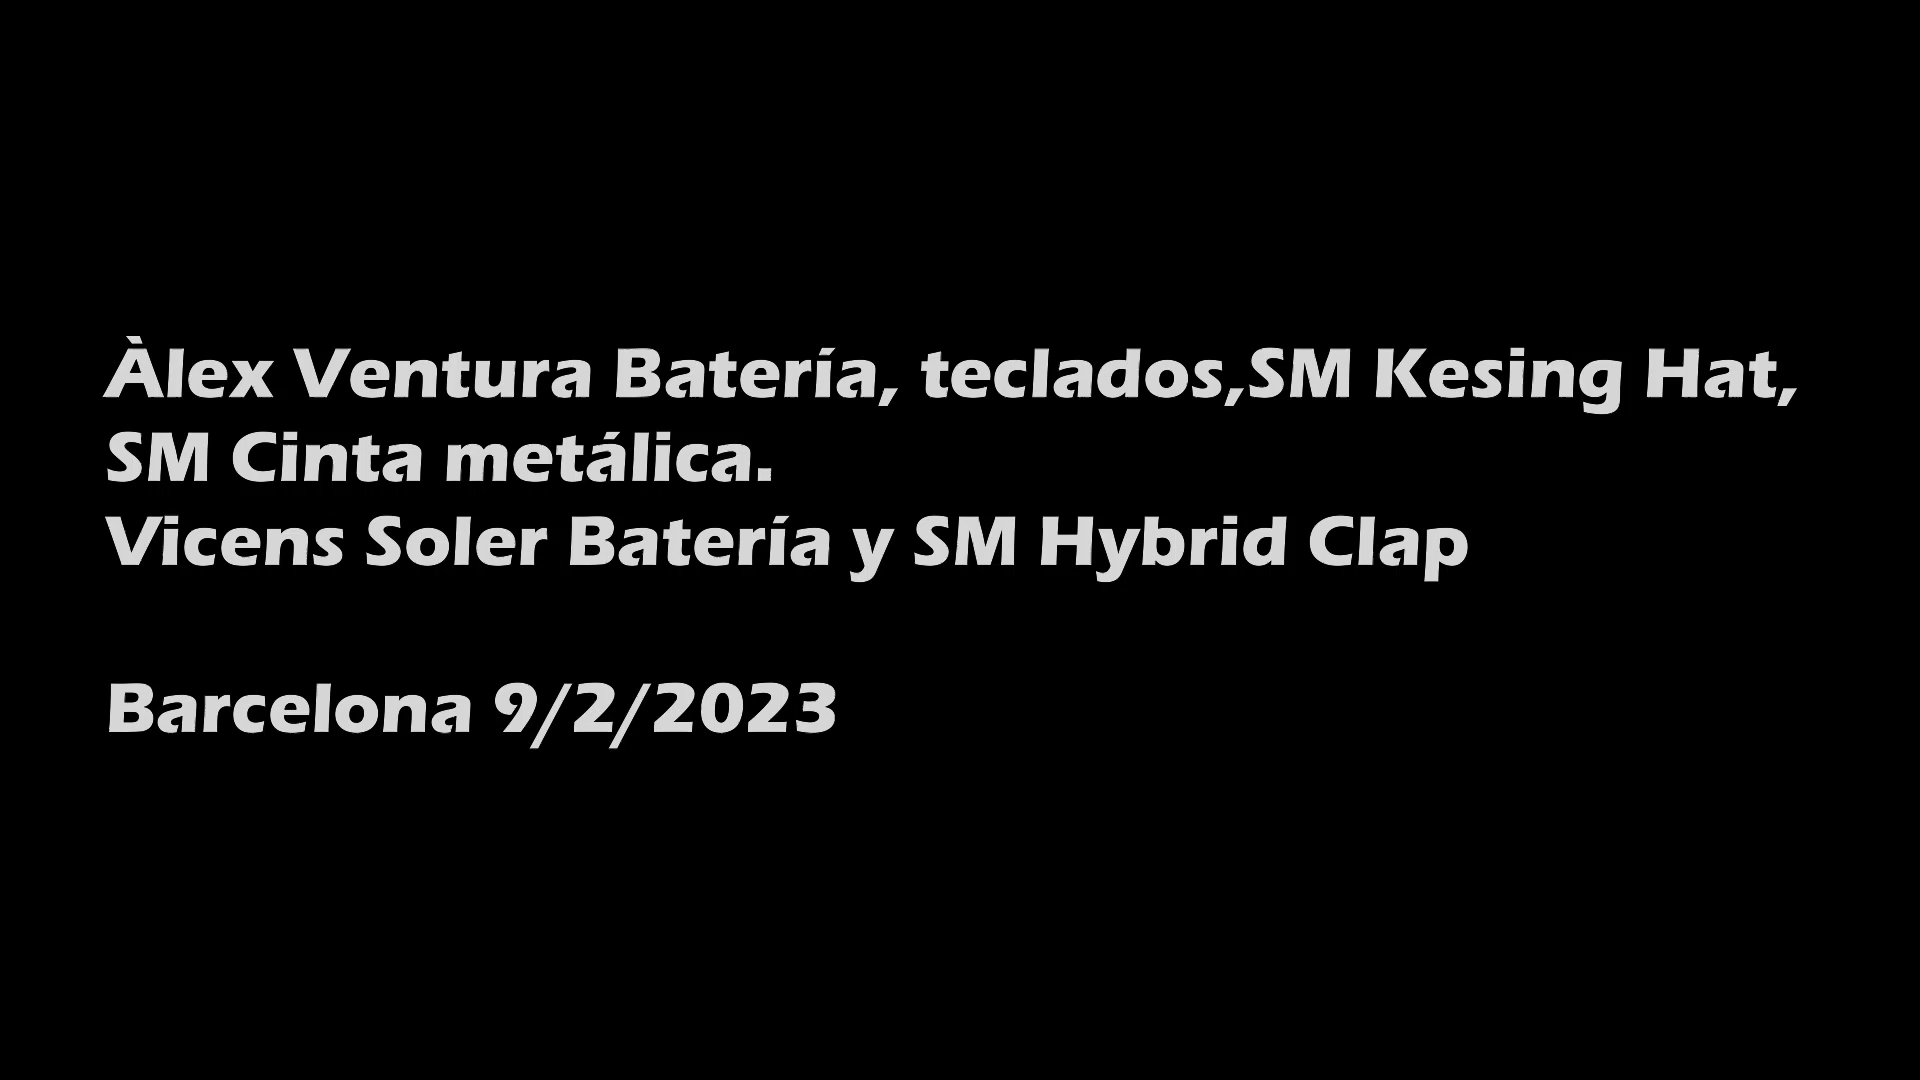 Àlex Ventura Batería, teclados,SM Kesing Hat,
SM Cinta metálica.
Vicens Soler Batería y SM Hybrid Clap
Barcelona 9/2/2023